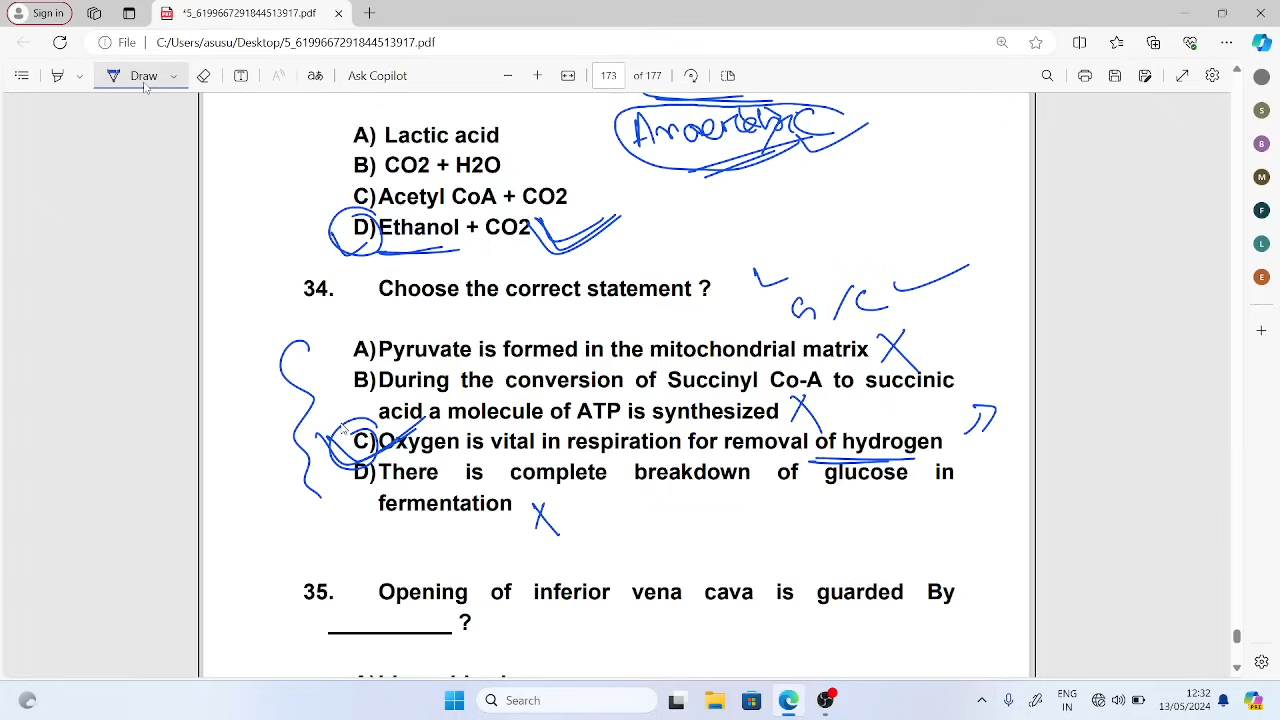 Sign in
*5_6199667291844513917.pdf
File
C:/Users/asusu/Desktop/5_6199667291844513917.pdf
Draw
Ask Copilot
173 of 177
Anaerobic
A) Lactic acid
B) CO2 + H2O
C)Acetyl CoA + CO2
D)Ethanol + CO2
34. Choose the correct statement ?
G/C
A)Pyruvate is formed in the mitochondrial matrix
B)During the conversion of Succinyl Co-A to succinic
acid a molecule of ATP is synthesized
C)Oxygen is vital in respiration for removal of hydrogen
D)There is complete breakdown of glucose in
fermentation
35. Opening of inferior vena cava is guarded By
__________ ?
Search
ENG
IN
12:32
13/05/2024